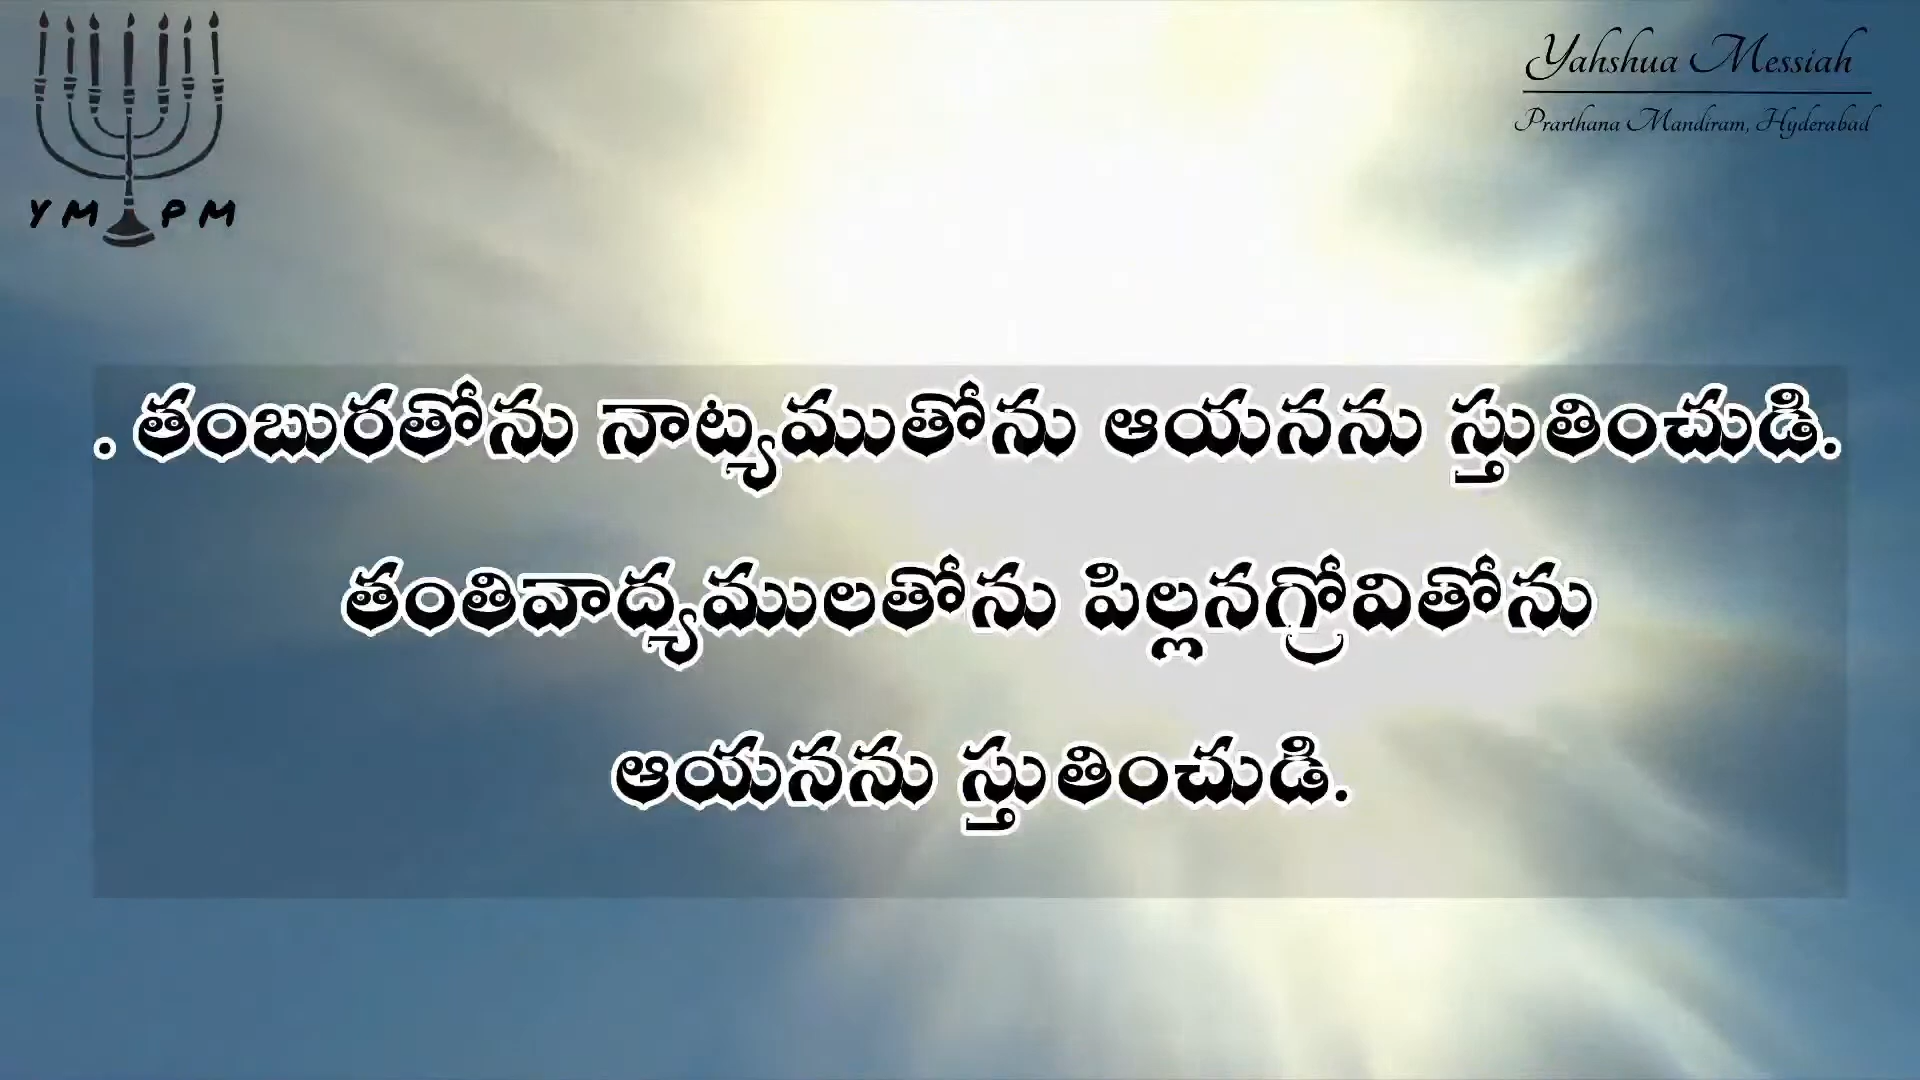 Yahshua Messiah
Prarthana Mandiram, Hyderabad
YM PM
. తంబురతోను నాట్యముతోను ఆయనను స్తుతించుడి.
తంతివాద్యములతోను పిల్లనగ్రోవితోను
ఆయనను స్తుతించుడి.